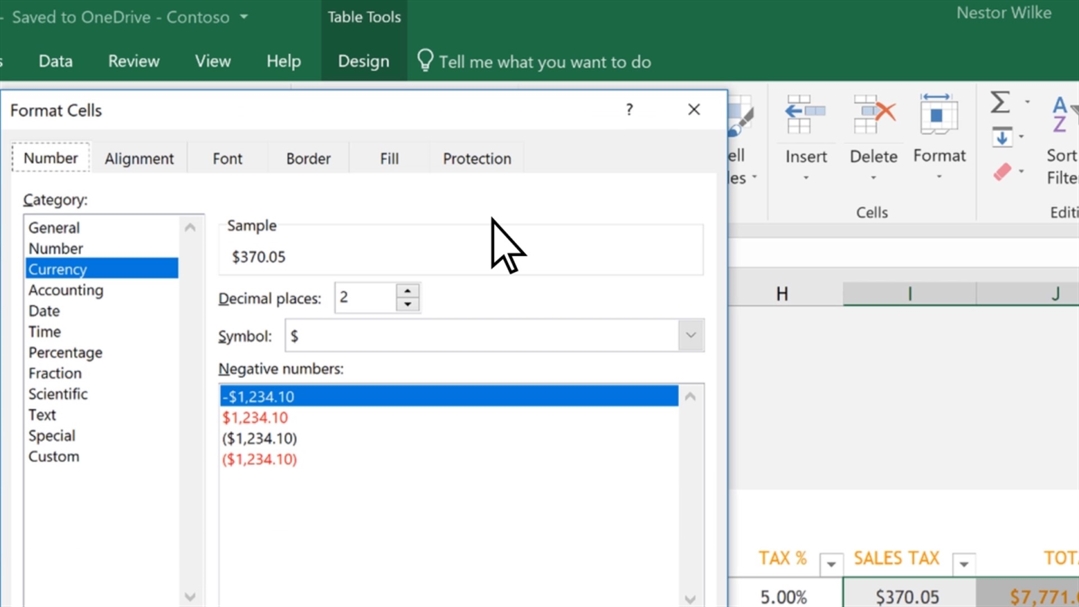 - Saved to OneDrive - Contoso
Table Tools
Nestor Wilke
s Data Review View Help Design Tell me what you want to do
Format Cells ?
Number Alignment Font Border Fill Protection
ell
les
Insert Delete Format
Sort
Filte
Cells
Editi
Category:
General
Number
Currency
Accounting
Date
Time
Percentage
Fraction
Scientific
Text
Special
Custom
Sample
$370.05
Decimal places: 2
Symbol: $
Negative numbers:
-$1,234.10
$1,234.10
($1,234.10)
($1,234.10)
H I J
TAX % SALES TAX TOT
5.00% $370.05 $7,771.